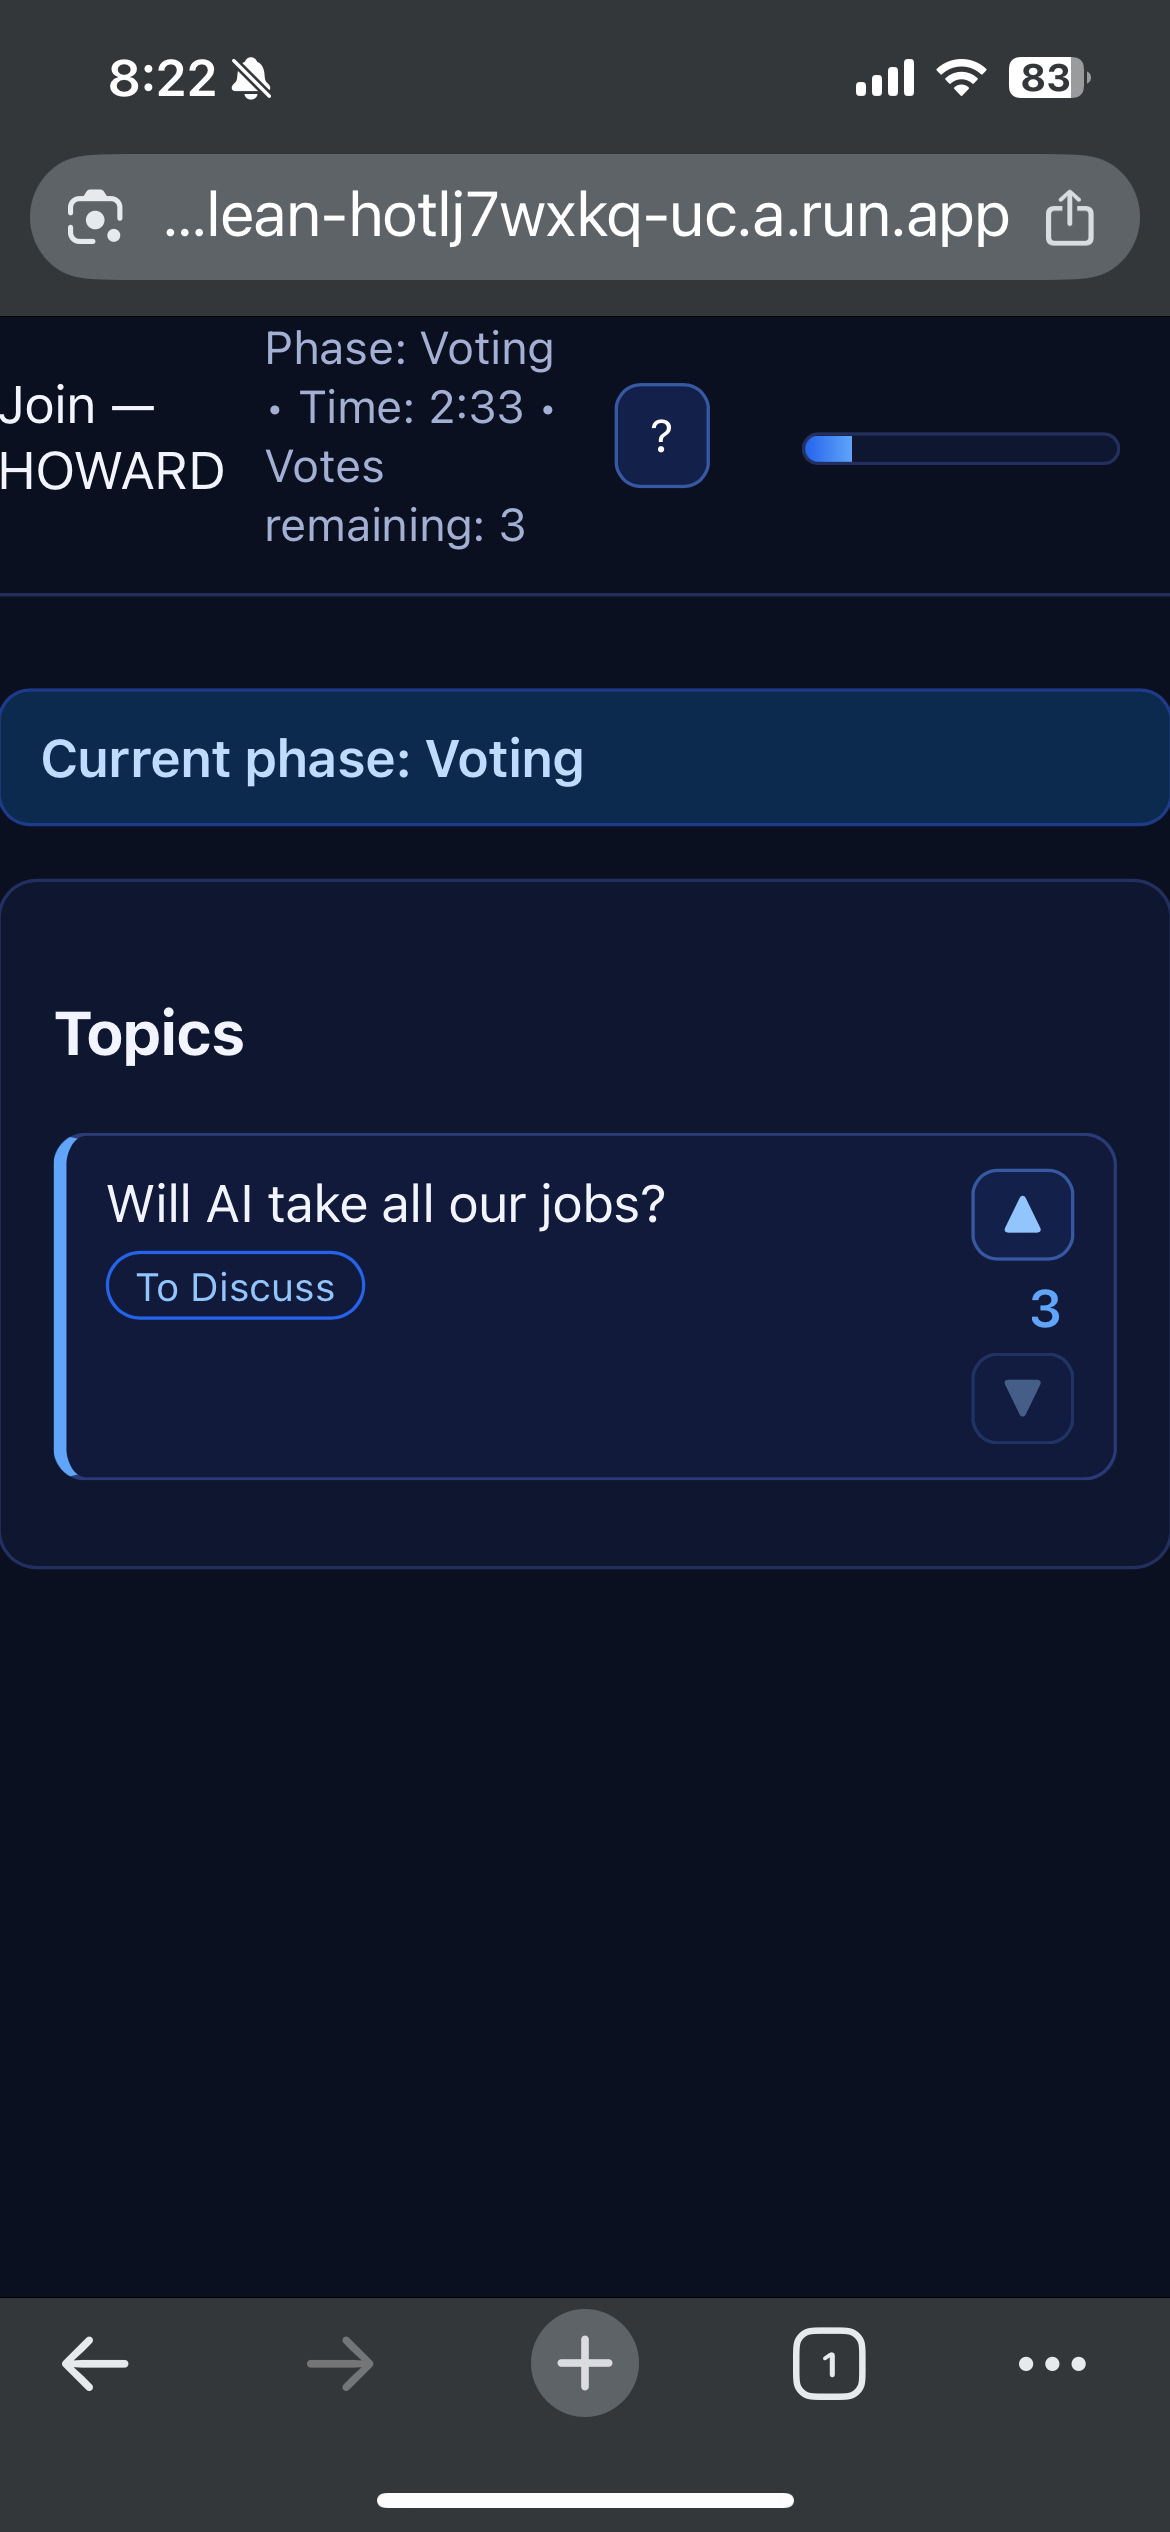 8:22
83
...lean-hotlj7wxkq-uc.a.run.app
Join —
HOWARD
Phase: Voting
• Time: 2:33 •
Votes
remaining: 3
?
Current phase: Voting
Topics
Will AI take all our jobs?
To Discuss
▲
3
▼
1